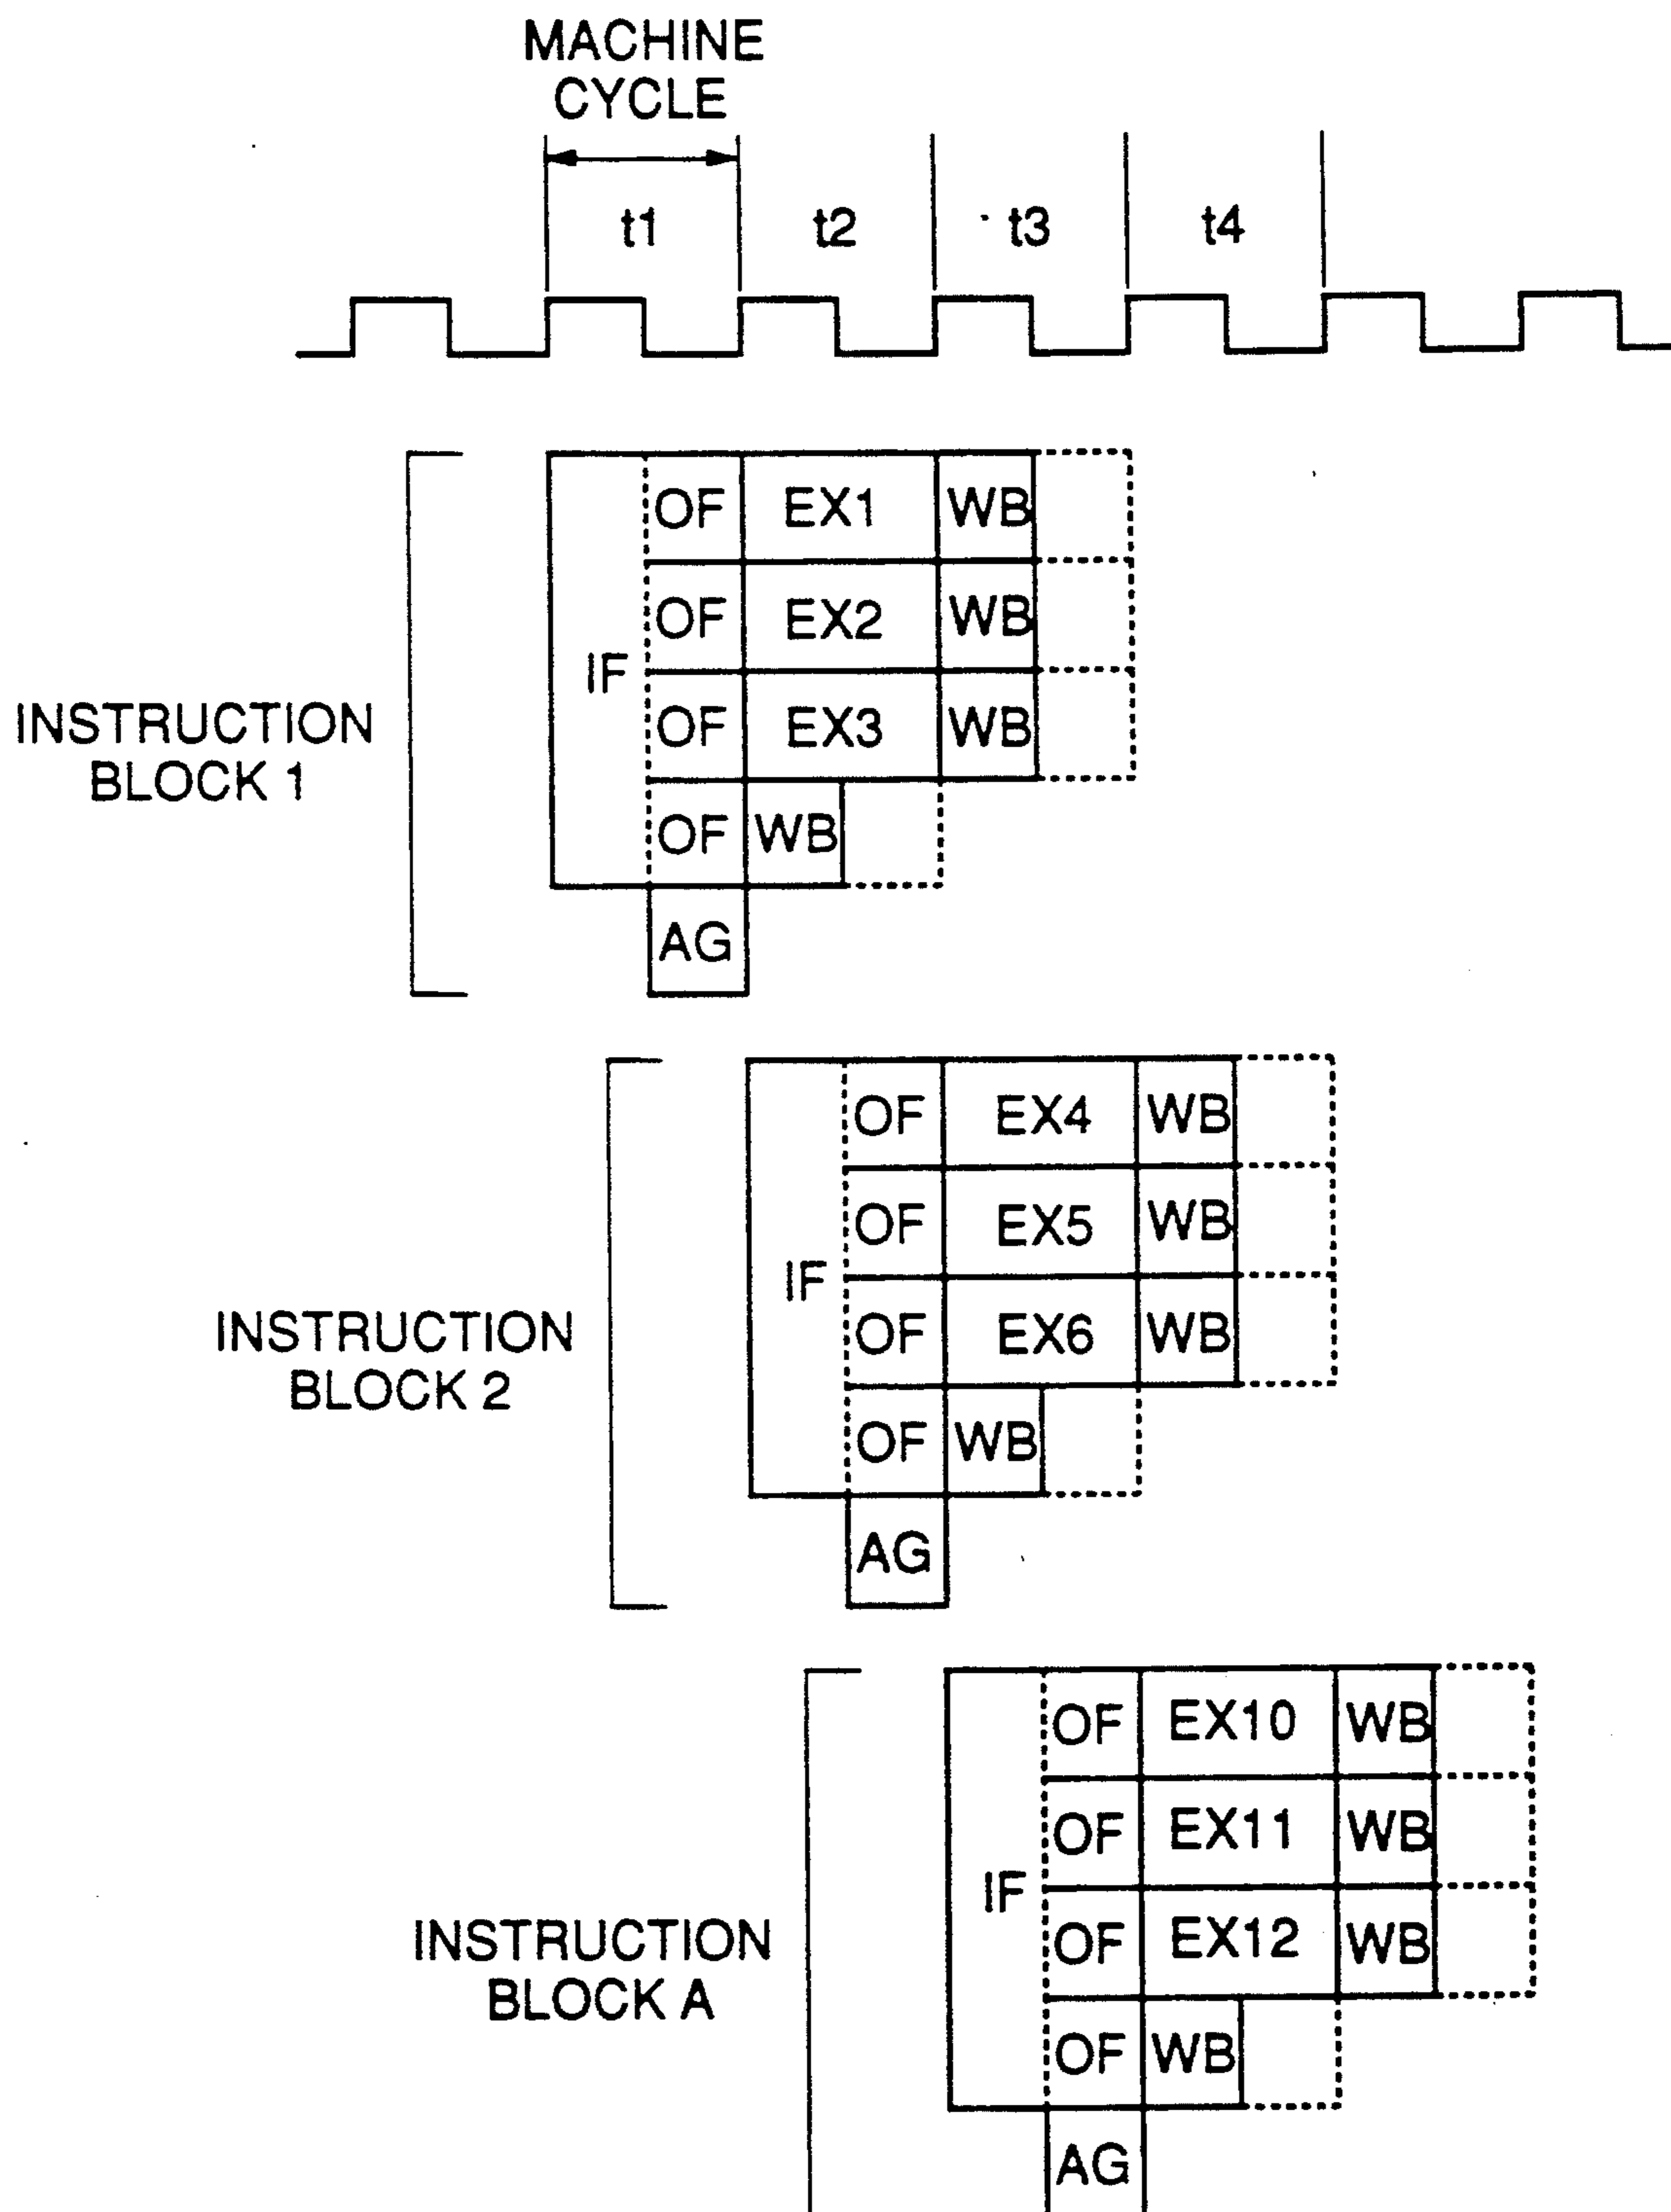 MACHINE
CYCLE
t1 t2 t3 t4
OF EX1 WB
OF EX2 WB
IF
OF EX3 WB
INSTRUCTION
BLOCK 1
OF WB
AG
OF EX4 WB
OF EX5 WB
IF
OF EX6 WB
INSTRUCTION
BLOCK 2
OF WB
AG
OF EX10 WB
OF EX11 WB
IF
OF EX12 WB
INSTRUCTION
BLOCK A
OF WB
AG